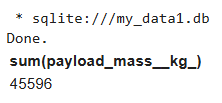 * sqlite:///my_data1.db
Done.
sum(payload_mass__kg_)
45596